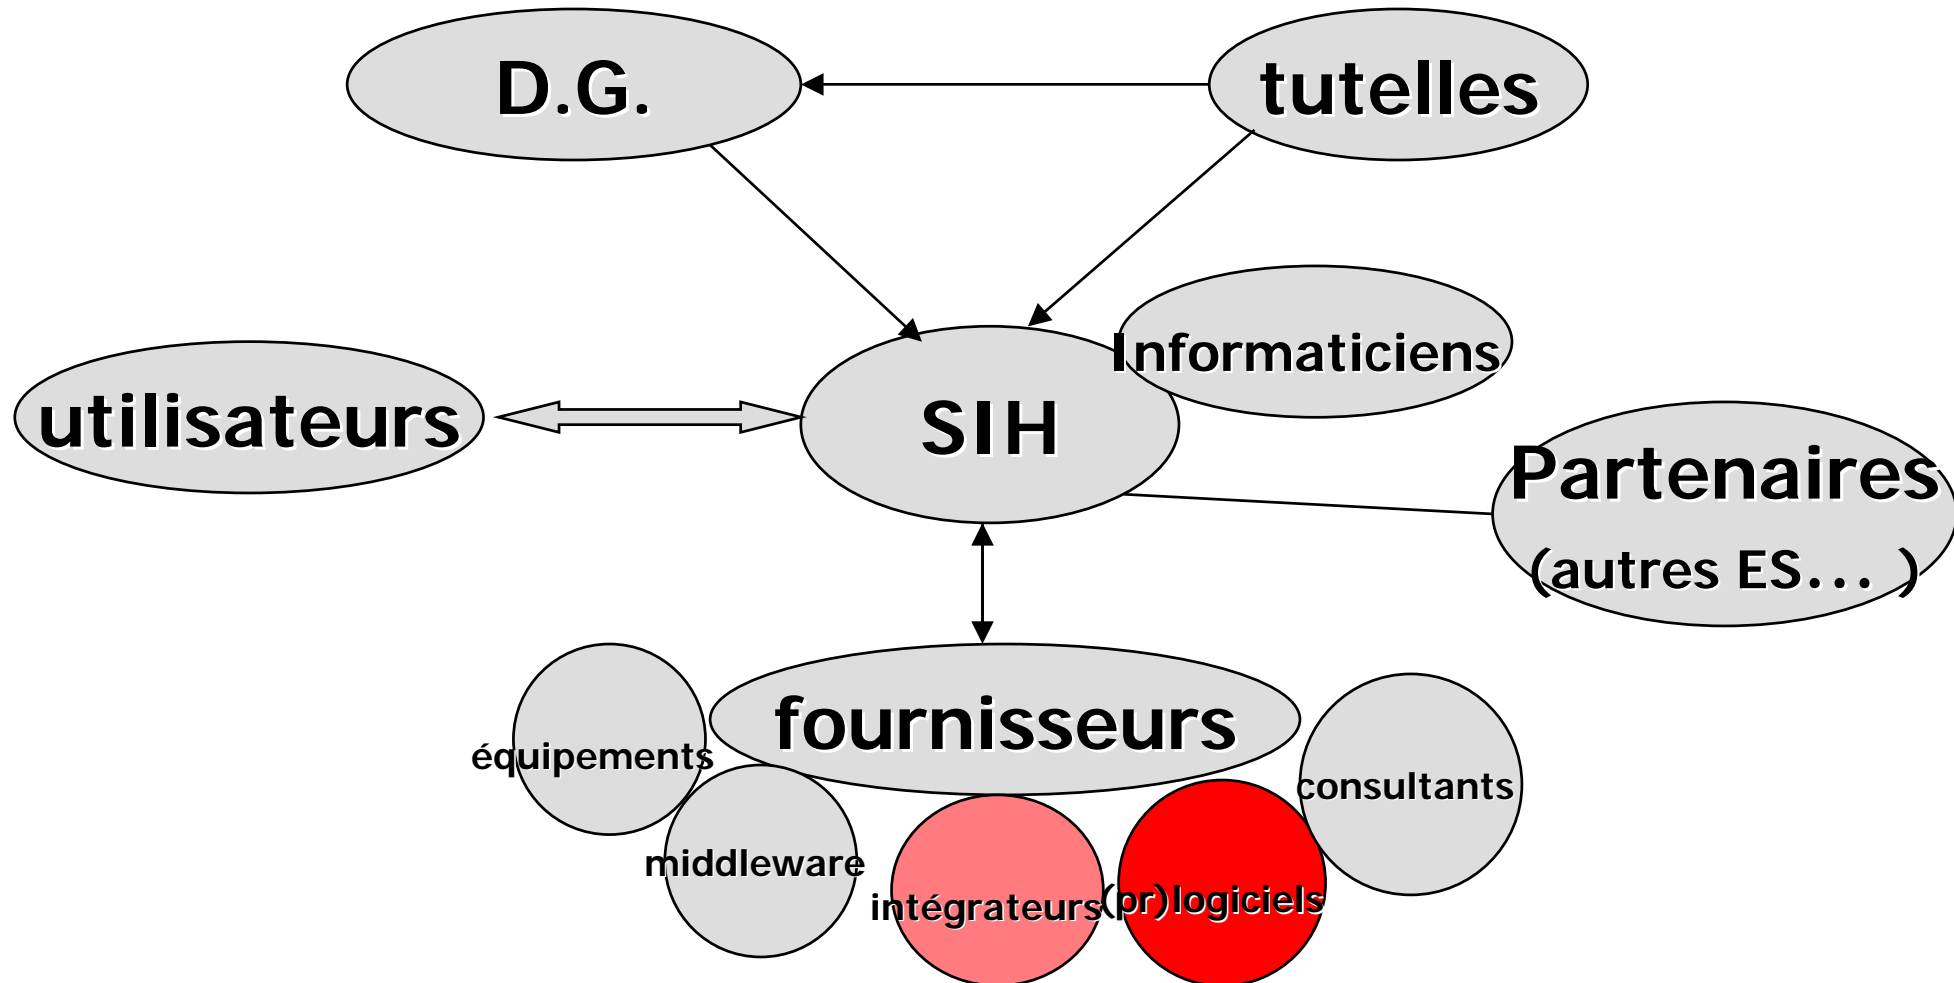 D.G.
tutelles
Informaticiens
utilisateurs
SIH
Partenaires
(autres ES... )
fournisseurs
équipements
consultants
middleware
intégrateurs
(pr)logiciels